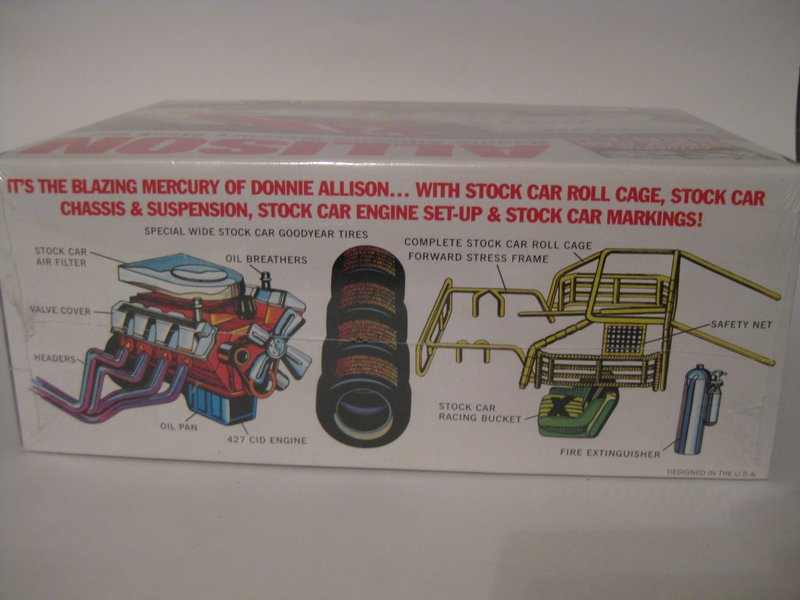 ALLISON
IT'S THE BLAZING MERCURY OF DONNIE ALLISON... WITH STOCK CAR ROLL CAGE, STOCK CAR
CHASSIS & SUSPENSION, STOCK CAR ENGINE SET-UP & STOCK CAR MARKINGS!
SPECIAL WIDE STOCK CAR GOODYEAR TIRES
STOCK CAR
AIR FILTER
OIL BREATHERS
VALVE COVER
HEADERS
OIL PAN
427 CID ENGINE
COMPLETE STOCK CAR ROLL CAGE
FORWARD STRESS FRAME
SAFETY NET
STOCK CAR
RACING BUCKET
FIRE EXTINGUISHER
DESIGNED IN THE U.S.A.